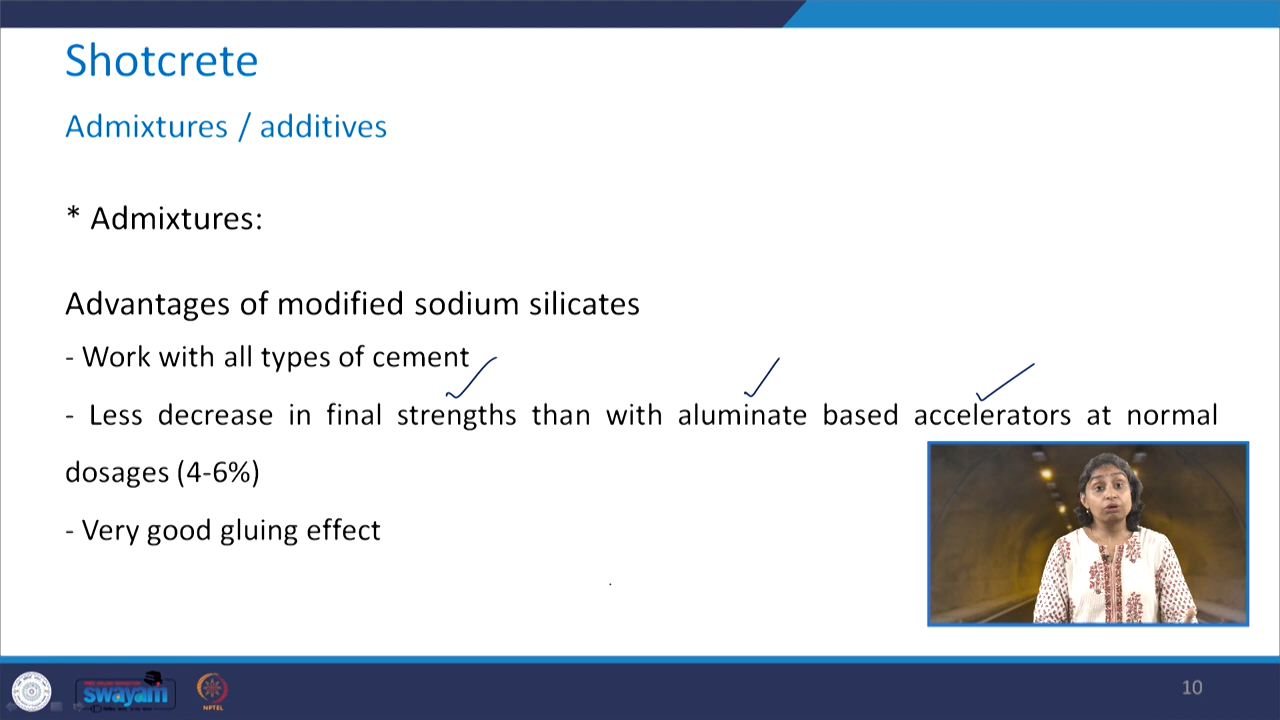 Shotcrete
Admixtures / additives
* Admixtures:
Advantages of modified sodium silicates
- Work with all types of cement
- Less decrease in final strengths than with aluminate based accelerators at normal
dosages (4-6%)
- Very good gluing effect
swayam
NPTEL
10